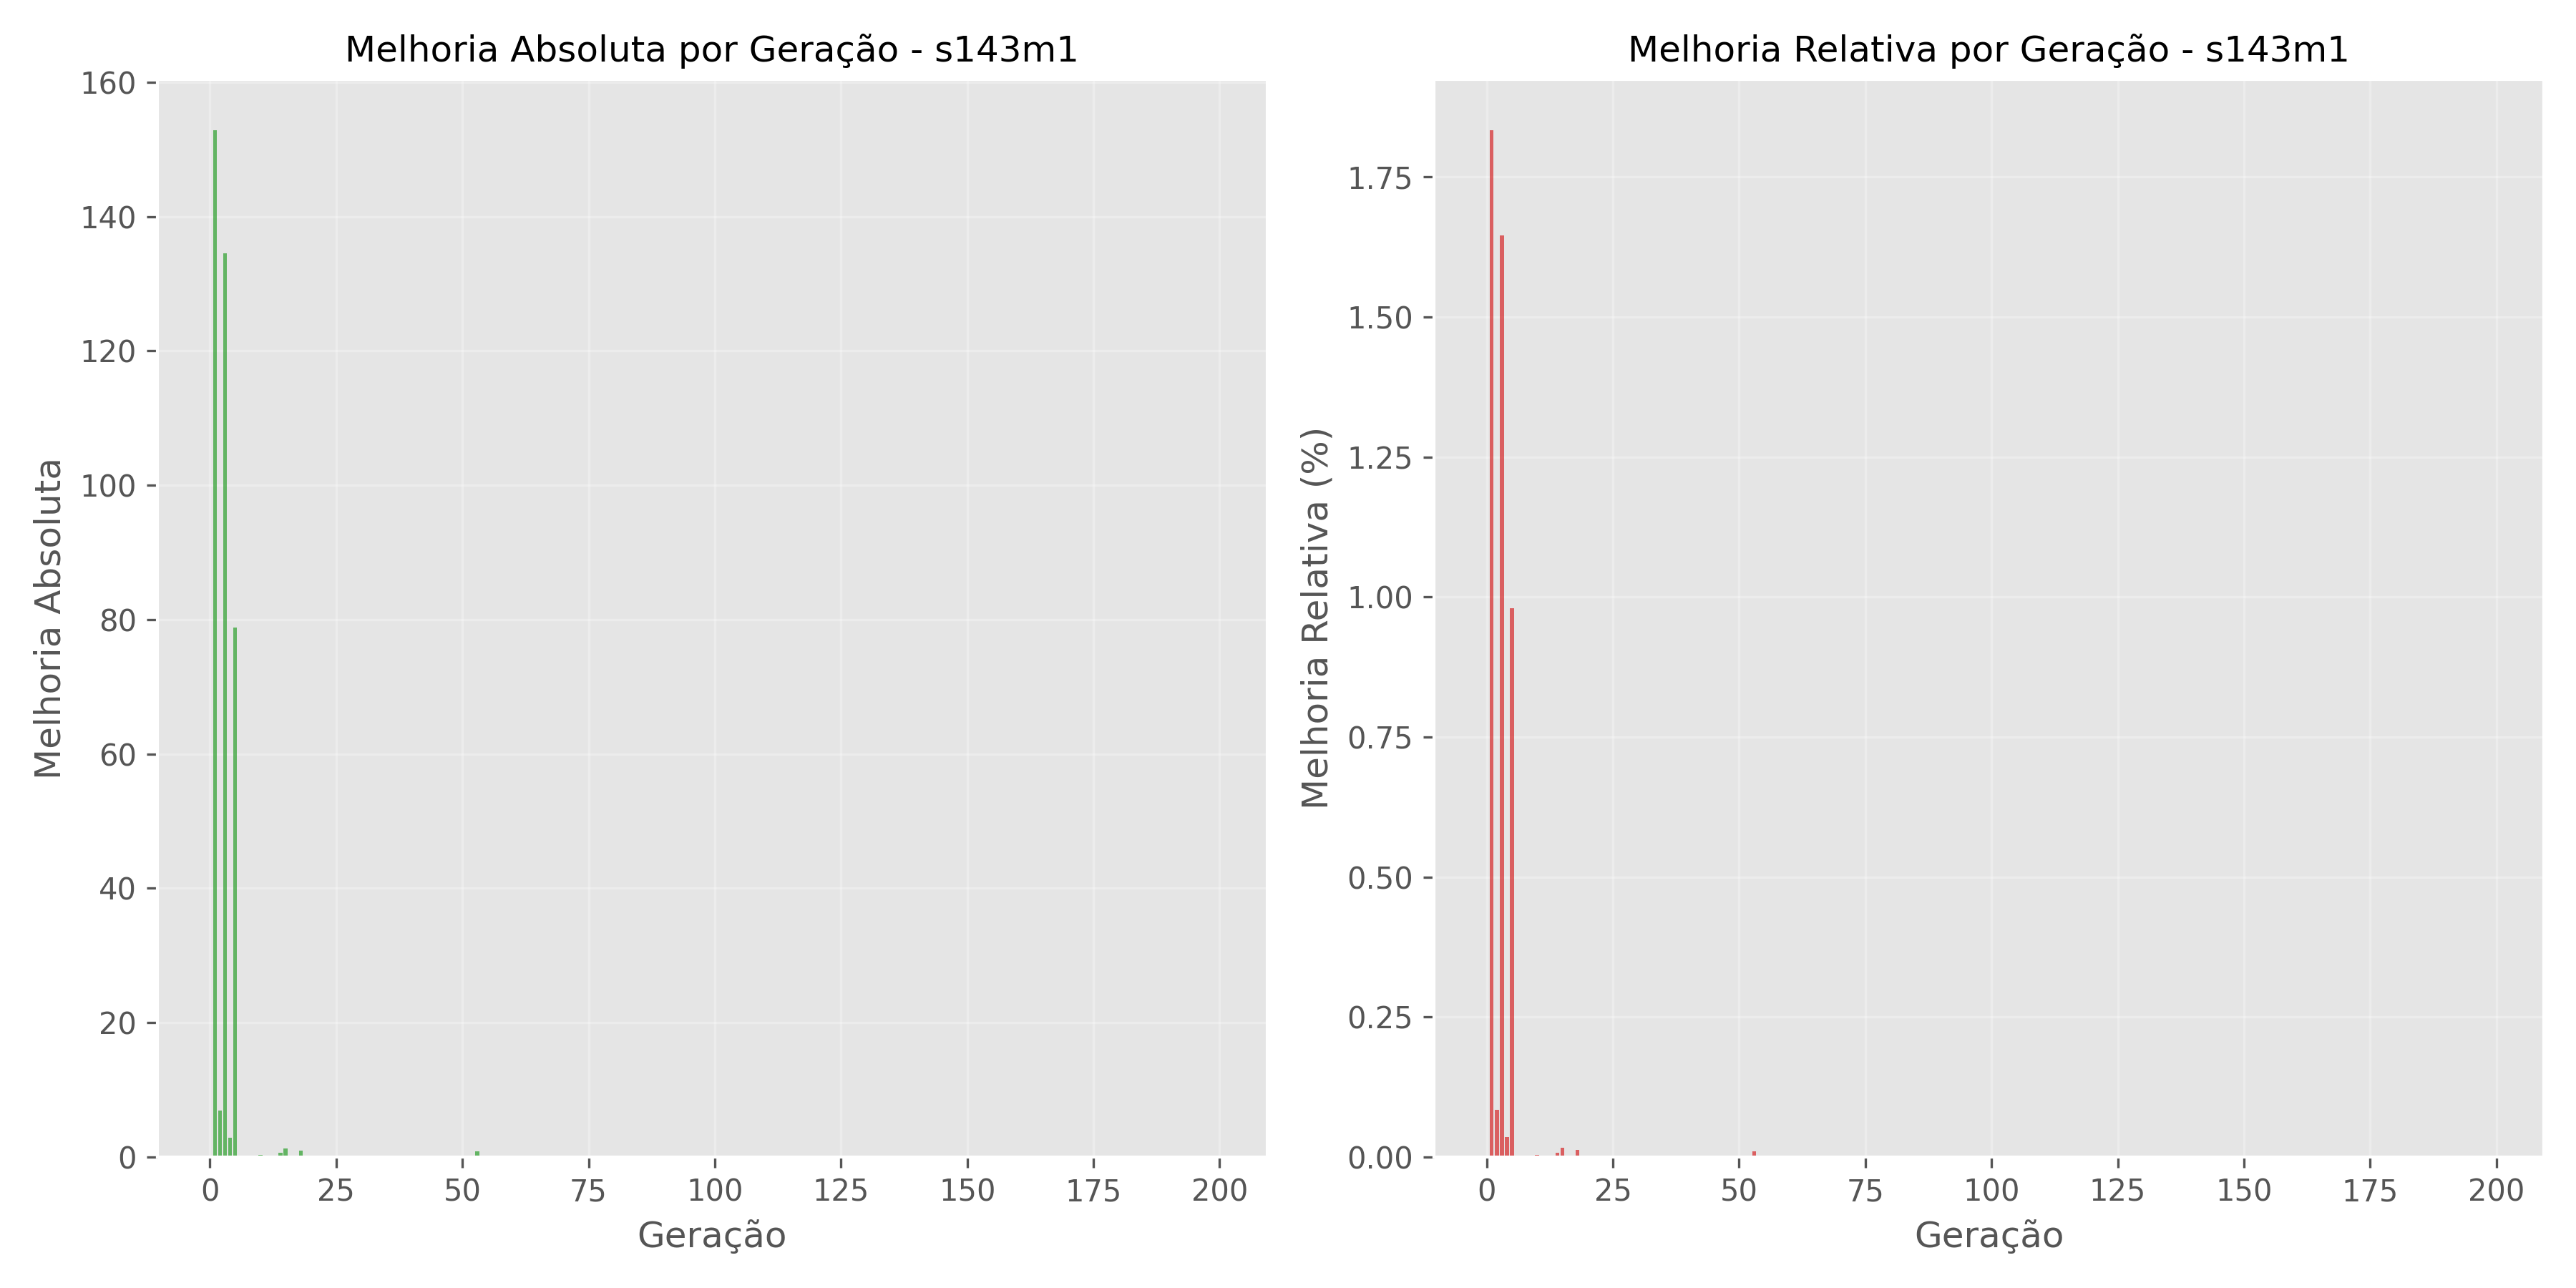 Melhoria Absoluta por Geração - s143m1
160
140
120
100
80
60
40
20
0
Melhoria Absoluta
0 25 50 75 100 125 150 175 200
Geração
Melhoria Relativa por Geração - s143m1
1.75
1.50
1.25
1.00
0.75
0.50
0.25
0.00
Melhoria Relativa (%)
0 25 50 75 100 125 150 175 200
Geração